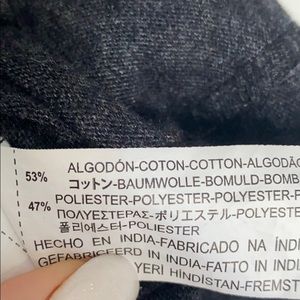 53% ALGODÓN-COTON-COTTON-ALGODÃO
コットン-BAUMWOLLE-BOMULD-BOMB
47% POLIESTER-POLYESTER-POLYESTER-P
ΠΟΛΥΕΣΤΕΡΑΣ-ポリエステル-POLYESTE
폴리에스터-POLIESTER
HECHO EN INDIA-FABRICADO NA ÍNDI
GEFABRICEERD IN INDIA-FATTO IN INDI
YERI HINDISTAN-FREMST